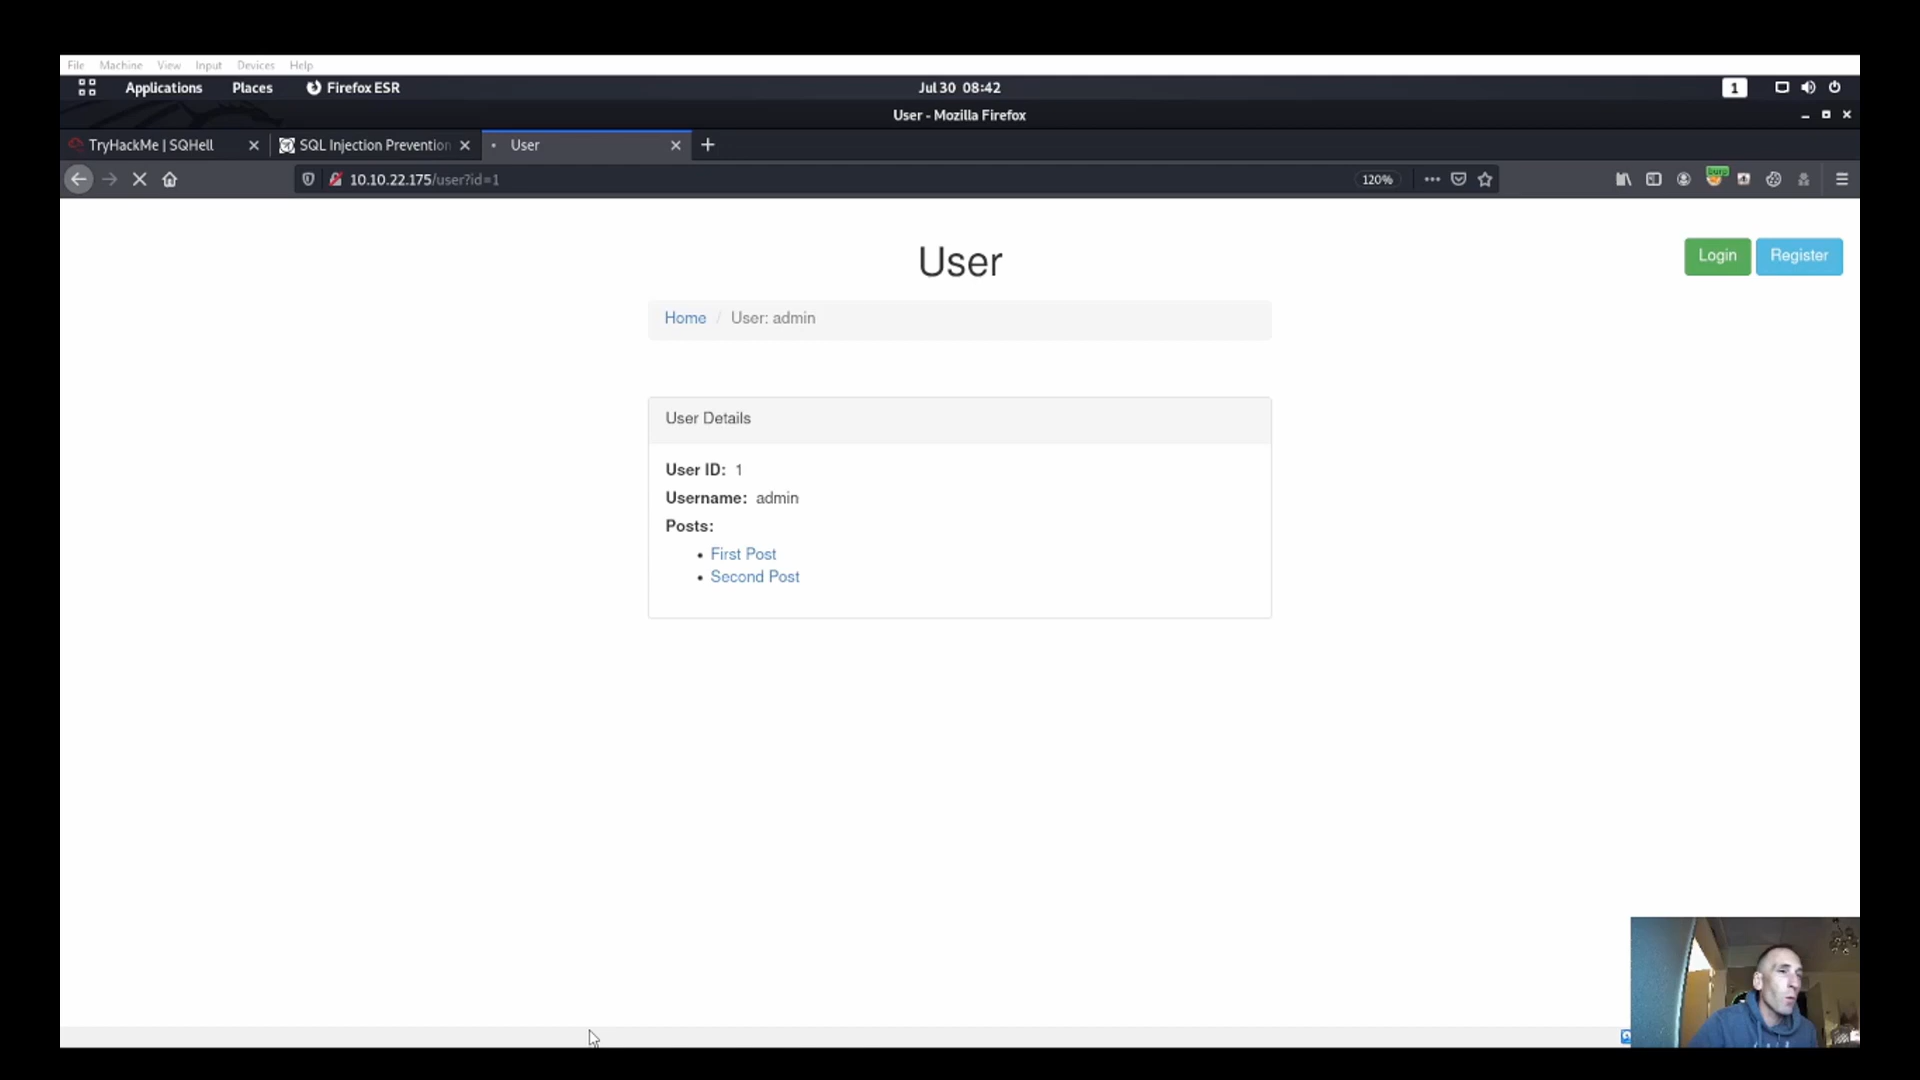 File Machine View Input Devices Help
Applications Places Firefox ESR Jul 30 08:42 1
User - Mozilla Firefox
TryHackMe | SQHell SQL Injection Prevention User
10.10.22.175/user?id=1 120% burp
User
Login Register
Home / User: admin
User Details
User ID: 1
Username: admin
Posts:
• First Post
• Second Post